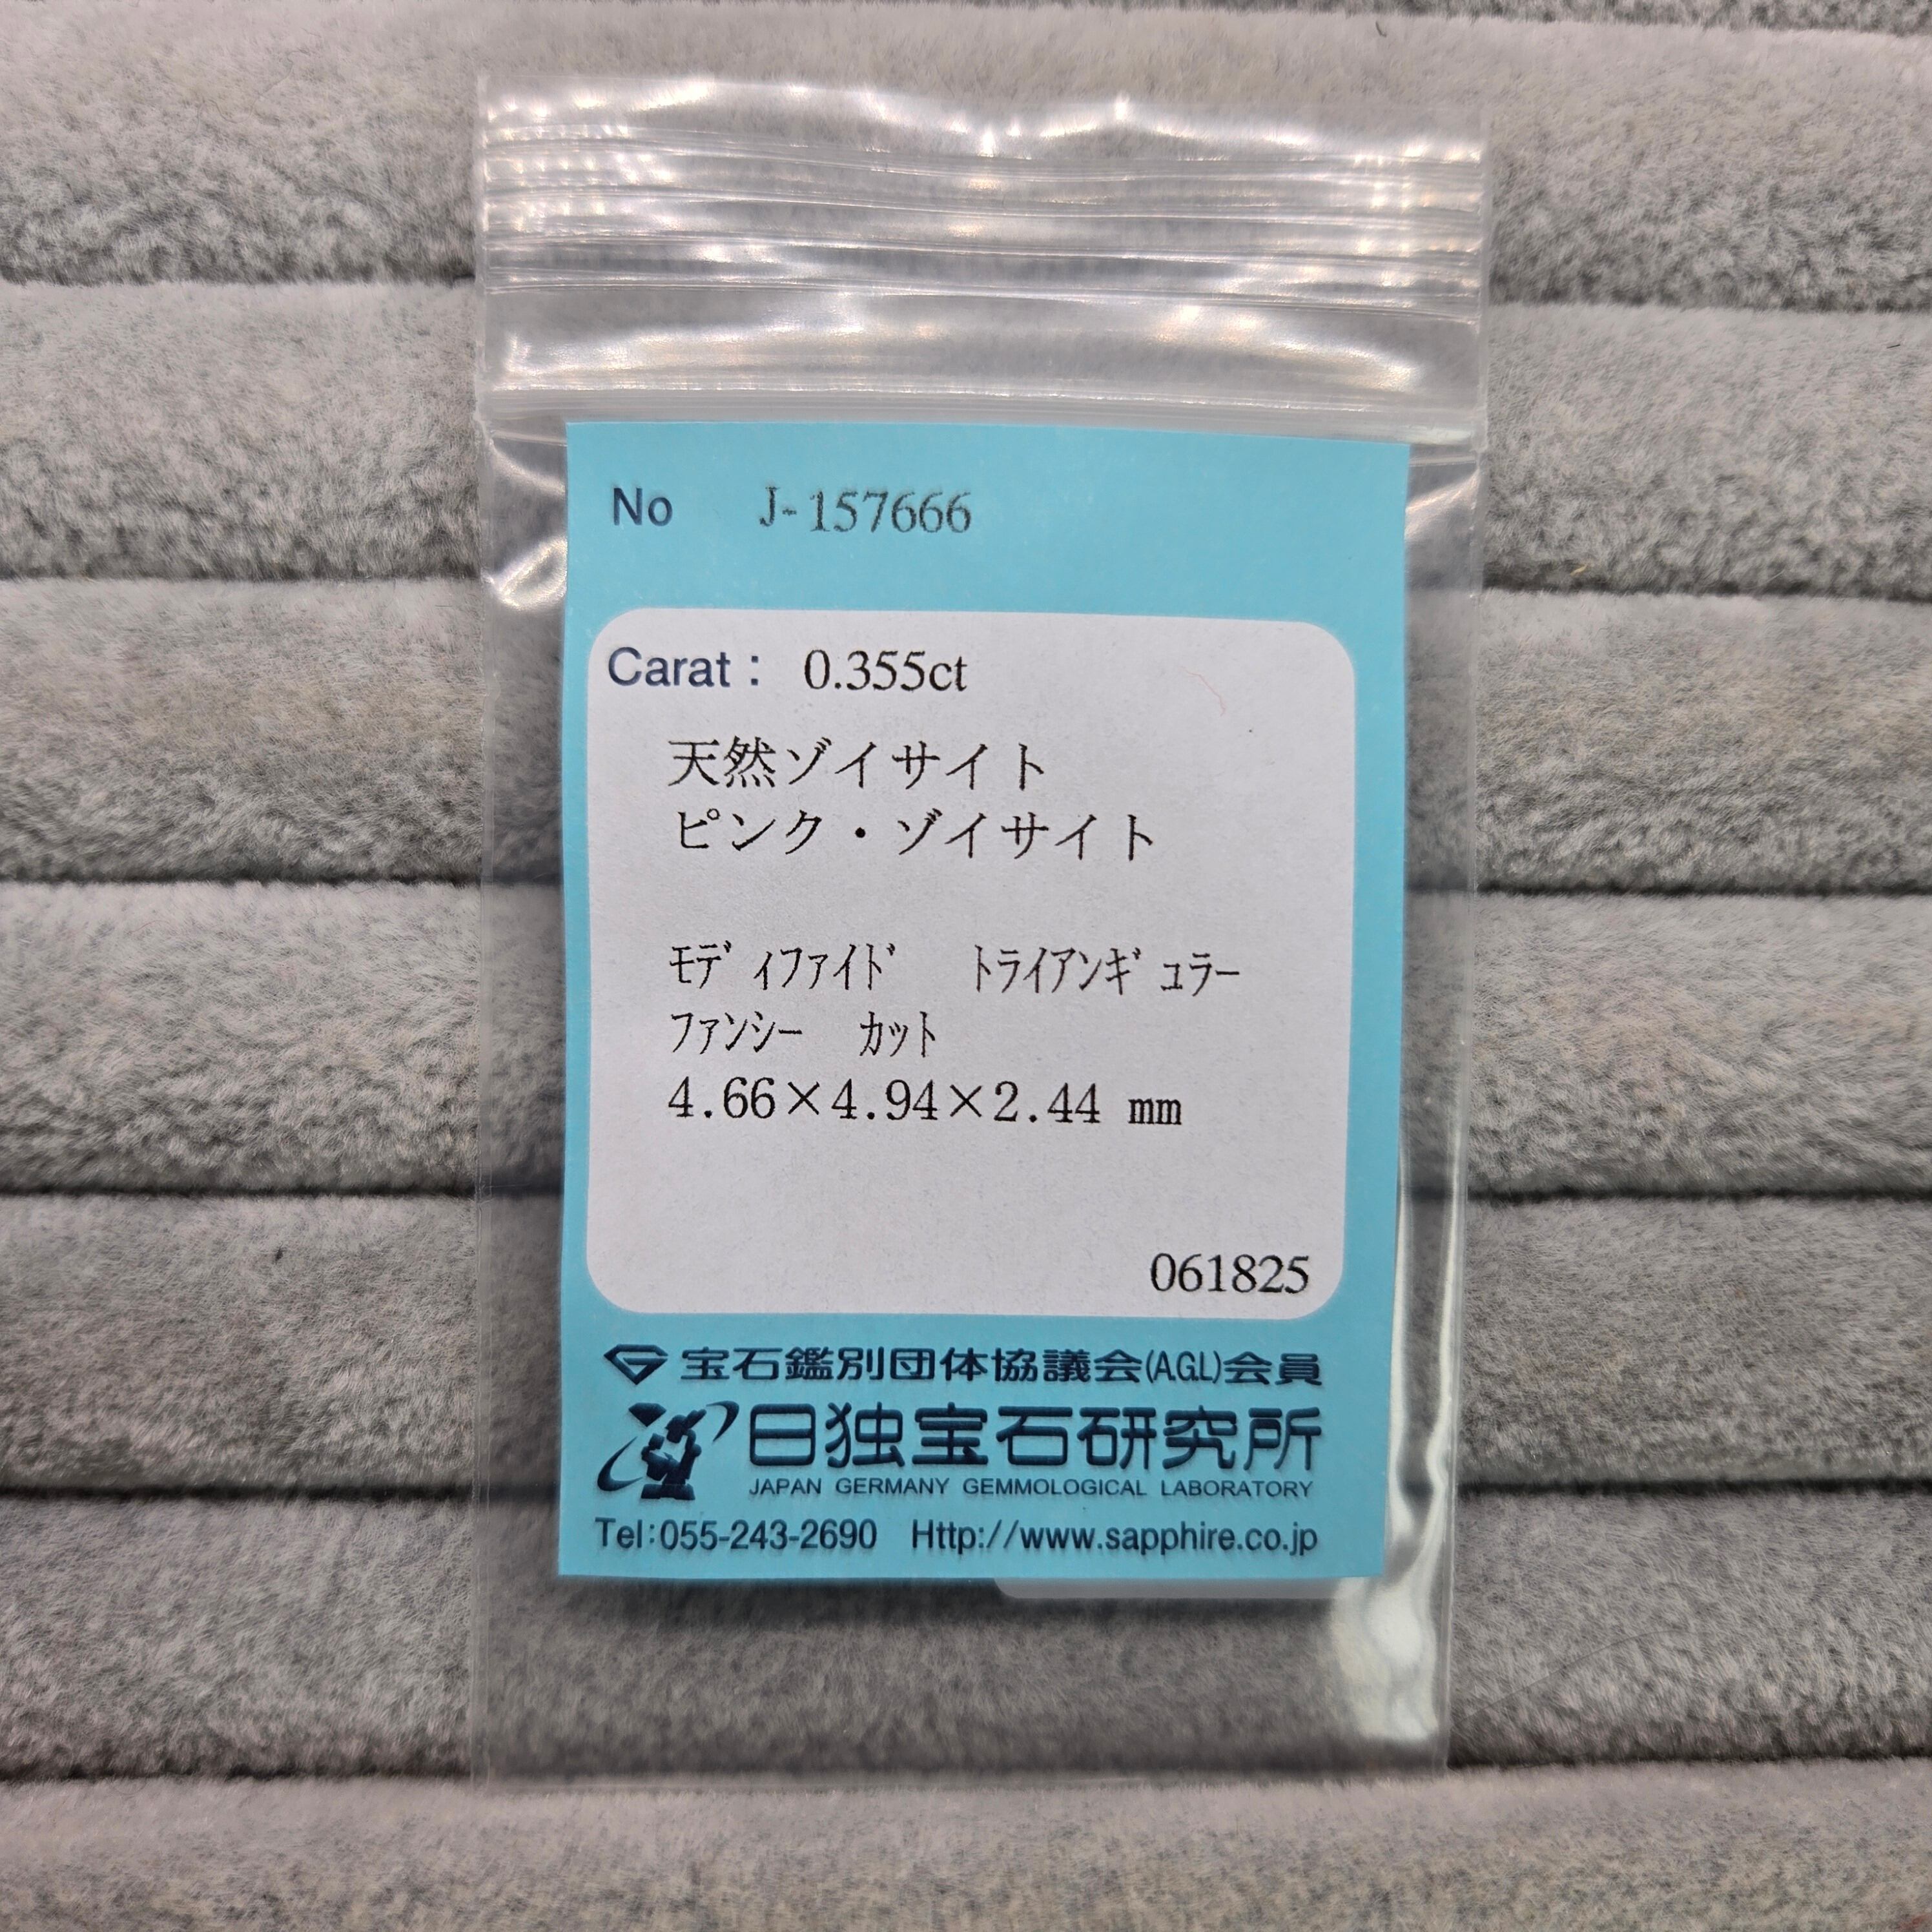 No J-157666
Carat : 0.355ct
天然ゾイサイト
ピンク・ゾイサイト
ﾓﾃﾞｨﾌｧｲﾄﾞ ﾄﾗｲｱﾝｷﾞｭﾗｰ
ﾌｧﾝｼｰ ｶｯﾄ
4.66×4.94×2.44 mm
061825
宝石鑑別団体協議会(A.G.L)会員
日独宝石研究所
JAPAN GERMANY GEMMOLOGICAL LABORATORY
Tel:055-243-2690 Http://www.sapphire.co.jp